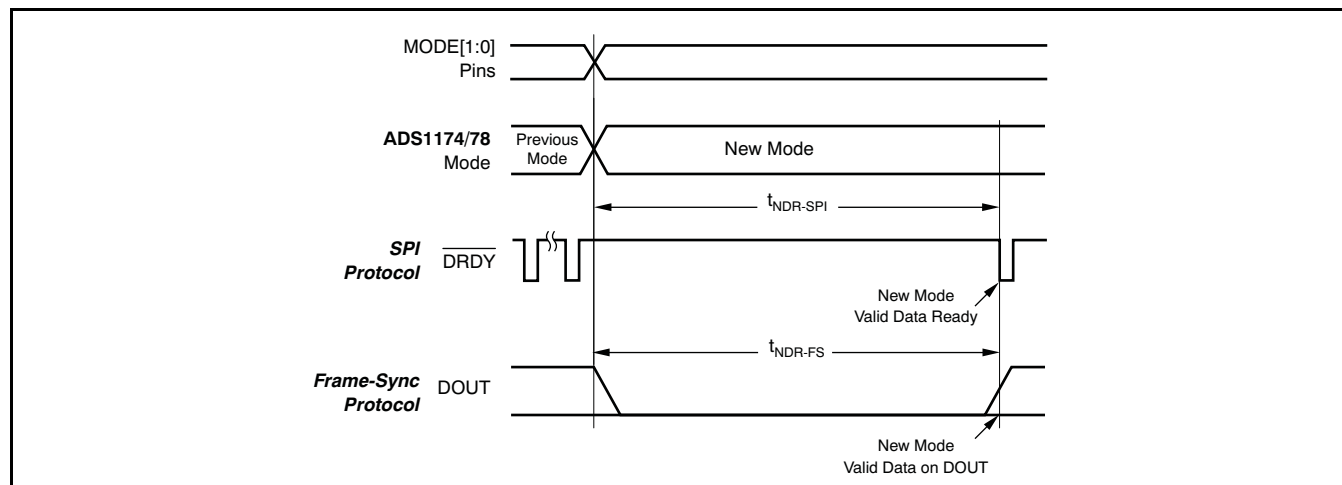 MODE[1:0]
Pins
ADS1174/78
Mode
Previous
Mode
New Mode
tNDR-SPI
SPI
Protocol
DRDY
New Mode
Valid Data Ready
tNDR-FS
Frame-Sync
Protocol
DOUT
New Mode
Valid Data on DOUT